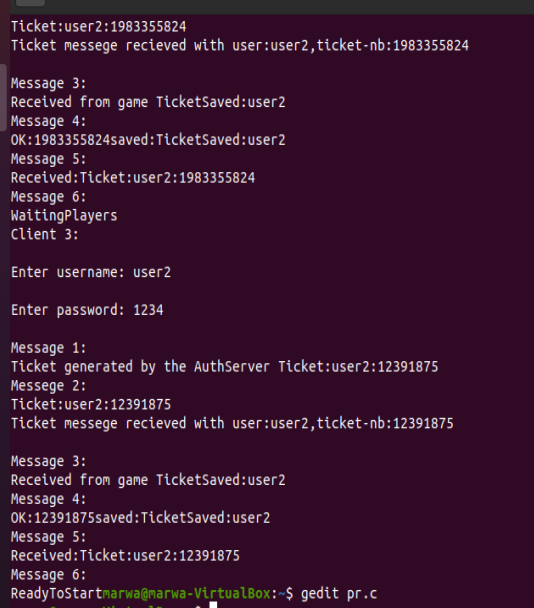 Ticket:user2:1983355824
Ticket messege recieved with user:user2,ticket-nb:1983355824
Message 3:
Received from game TicketSaved:user2
Message 4:
OK:1983355824saved:TicketSaved:user2
Message 5:
Received:Ticket:user2:1983355824
Message 6:
WaitingPlayers
Client 3:
Enter username: user2
Enter password: 1234
Message 1:
Ticket generated by the AuthServer Ticket:user2:12391875
Messege 2:
Ticket:user2:12391875
Ticket messege recieved with user:user2,ticket-nb:12391875
Message 3:
Received from game TicketSaved:user2
Message 4:
OK:12391875saved:TicketSaved:user2
Message 5:
Received:Ticket:user2:12391875
Message 6:
ReadyToStartmarwa@marwa-VirtualBox:~$ gedit pr.c